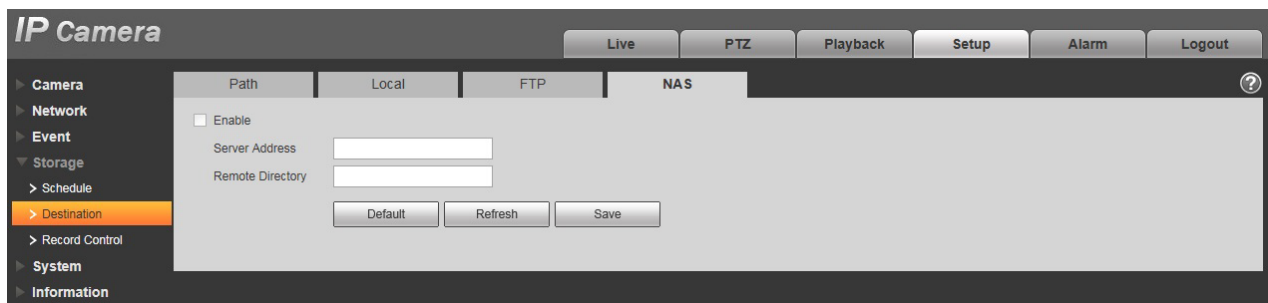 IP Camera
Live PTZ Playback Setup Alarm Logout
Camera
Network
Event
Storage
Schedule
Destination
Record Control
System
Information
Path Local FTP NAS
?
Enable
Server Address
Remote Directory
Default Refresh Save